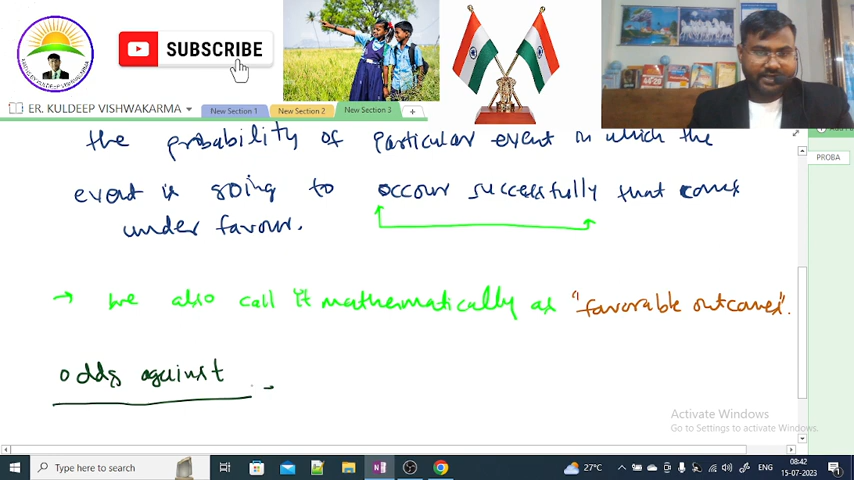 SUBSCRIBE
ER. KULDEEP VISHWAKARMA
New Section 1
New Section 2
New Section 3
+
the probability of particular event in which the
PROBA
event is going to occour successfully that comes
under favour.
→ we also call it mathematically as "favorable outcomes".
odds against -
Activate Windows
Go to Settings to activate Windows.
Type here to search
27°C
ENG
08:42
15-07-2023